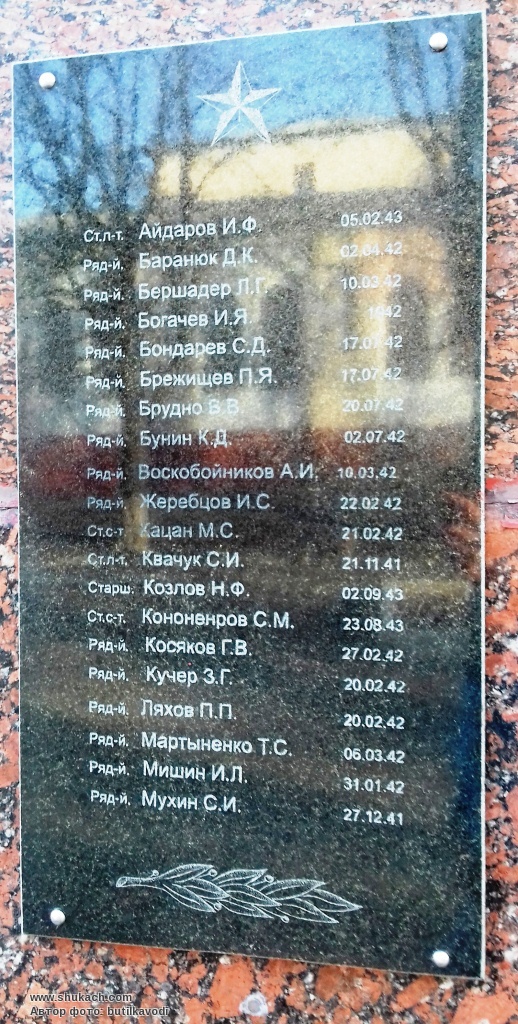 Ст.л-т. Айдаров И.Ф. 05.02.43
Ряд-й. Баранюк Д.К. 02.04.42
Ряд-й. Бершадер Л.Г. 10.03.42
Ряд-й. Богачев И.Я. 1942
Ряд-й. Бондарев С.Д. 17.07.42
Ряд-й. Брежищев П.Я. 17.07.42
Ряд-й. Брудно В.В. 20.07.42
Ряд-й. Бунин К.Д. 02.07.42
Ряд-й. Воскобойников А.И. 10.03.42
Ряд-й. Жеребцов И.С. 22.02.42
Ст.с-т. Кацан М.С. 21.02.42
Ст.л-т. Квачук С.И. 21.11.41
Старш. Козлов Н.Ф. 02.09.43
Ст.с-т. Кононенров С.М. 23.08.43
Ряд-й. Косяков Г.В. 27.02.42
Ряд-й. Кучер З.Г. 20.02.42
Ряд-й. Ляхов П.П. 20.02.42
Ряд-й. Мартыненко Т.С. 06.03.42
Ряд-й. Мишин И.Л. 31.01.42
Ряд-й. Мухин С.И. 27.12.41
www.shukach.com
Автор фото: butilkavodi